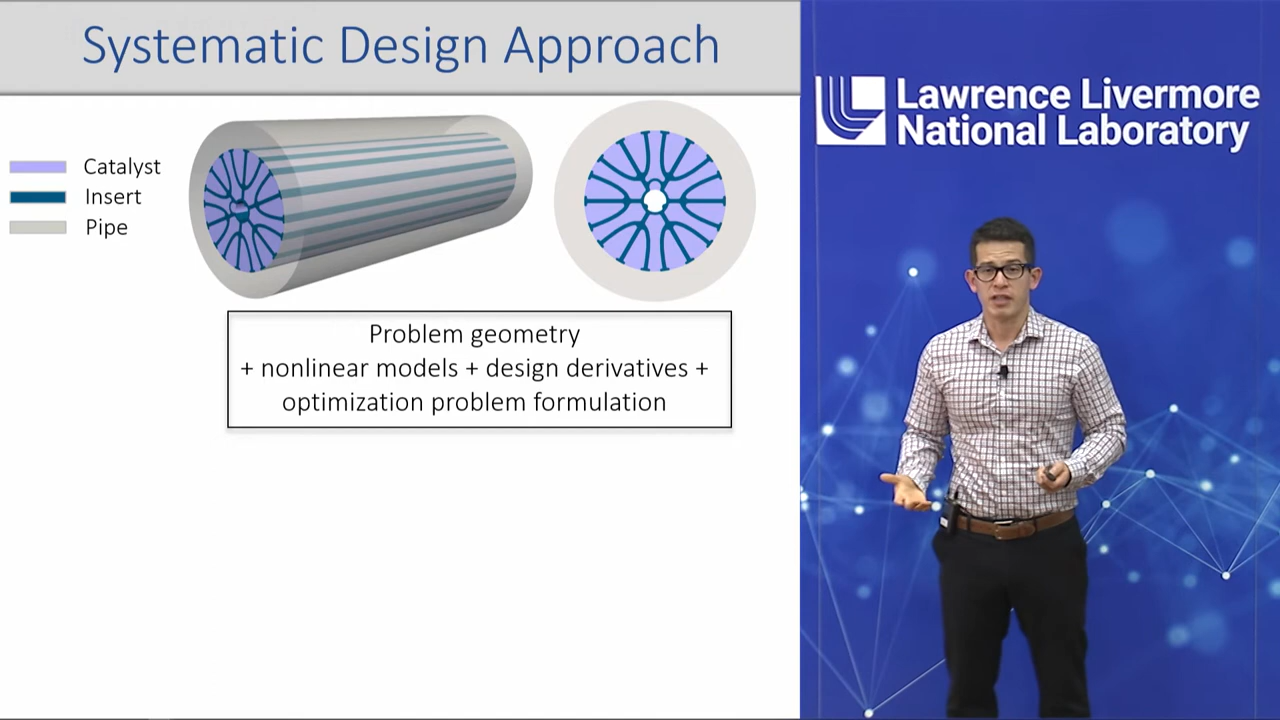 Systematic Design Approach
Catalyst
Insert
Pipe
Problem geometry
+ nonlinear models + design derivatives +
optimization problem formulation
Lawrence Livermore
National Laboratory